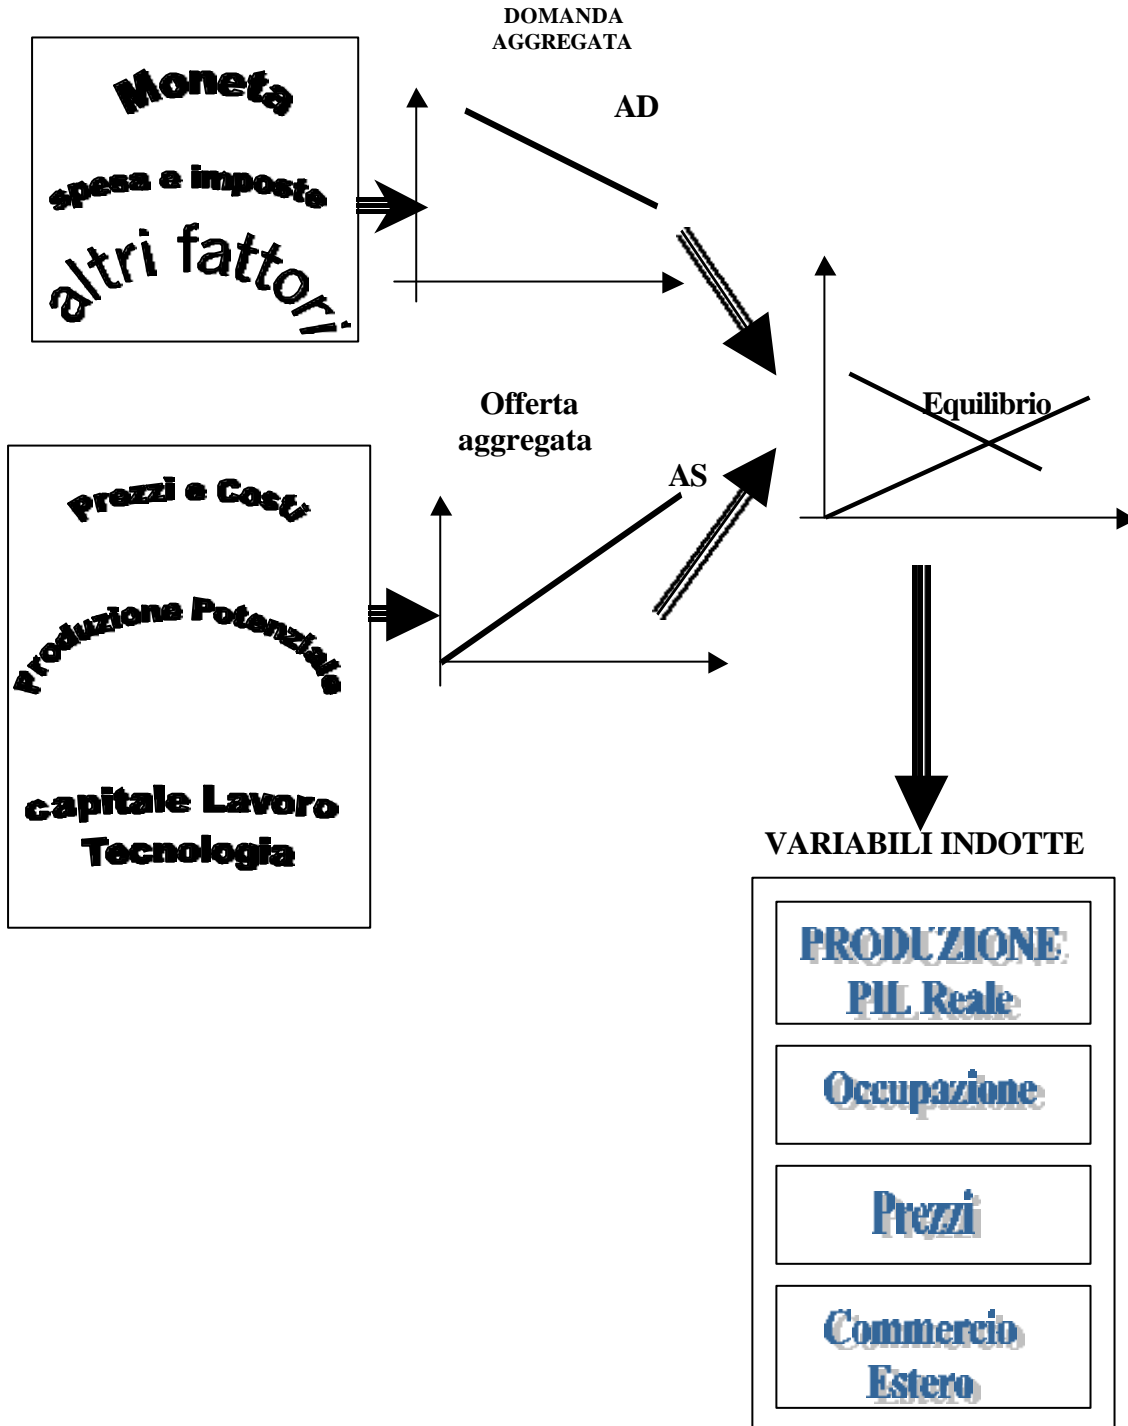 DOMANDA
AGGREGATA
Moneta
spesa e imposte
altri fattori
AD
Offerta
aggregata
AS
Equilibrio
Prezzi e Costi
Produzione Potenziale
capitale Lavoro
Tecnologia
VARIABILI INDOTTE
PRODUZIONE
PIL Reale
Occupazione
Prezzi
Commercio
Estero